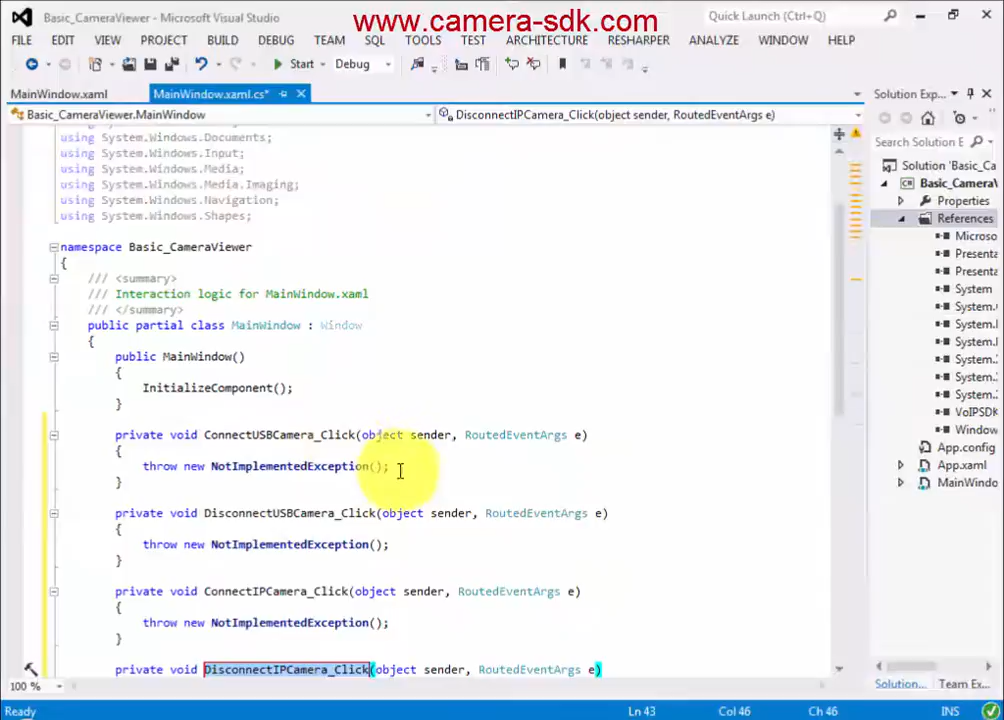 Basic_CameraViewer - Microsoft Visual Studio
www.camera-sdk.com
Quick Launch (Ctrl+Q)
FILE EDIT VIEW PROJECT BUILD DEBUG TEAM SQL TOOLS TEST ARCHITECTURE RESHARPER ANALYZE WINDOW HELP
Start Debug
MainWindow.xaml MainWindow.xaml.cs*
Solution Exp...
Basic_CameraViewer.MainWindow DisconnectIPCamera_Click(object sender, RoutedEventArgs e)
Search Solution E
using System.Windows.Documents;
using System.Windows.Input;
using System.Windows.Media;
using System.Windows.Media.Imaging;
using System.Windows.Navigation;
using System.Windows.Shapes;
namespace Basic_CameraViewer
{
/// <summary>
/// Interaction logic for MainWindow.xaml
/// </summary>
public partial class MainWindow : Window
{
public MainWindow()
{
InitializeComponent();
}
private void ConnectUSBCamera_Click(object sender, RoutedEventArgs e)
{
throw new NotImplementedException();
}
private void DisconnectUSBCamera_Click(object sender, RoutedEventArgs e)
{
throw new NotImplementedException();
}
private void ConnectIPCamera_Click(object sender, RoutedEventArgs e)
{
throw new NotImplementedException();
}
private void DisconnectIPCamera_Click(object sender, RoutedEventArgs e)
Solution 'Basic_Ca
Basic_CameraV
Properties
References
Microso
Presenta
Presenta
System
System.
System.
System.
System.
System.
System.
System.
VoIPSDK
Window
App.config
App.xaml
MainWindo
100 %
Solution... Team Ex...
Ready Ln 43 Col 46 Ch 46 INS